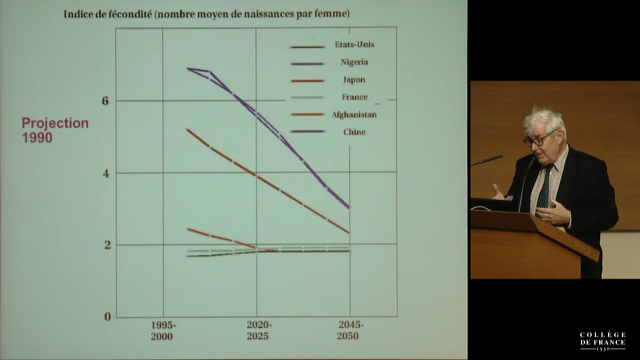 Indice de fécondité (nombre moyen de naissances par femme)
Etats-Unis
Nigeria
Japon
France
Afghanistan
Chine
Projection
1990
6
4
2
0
1995-
2000
2020-
2025
2045-
2050
COLLÈGE
DE FRANCE
1530